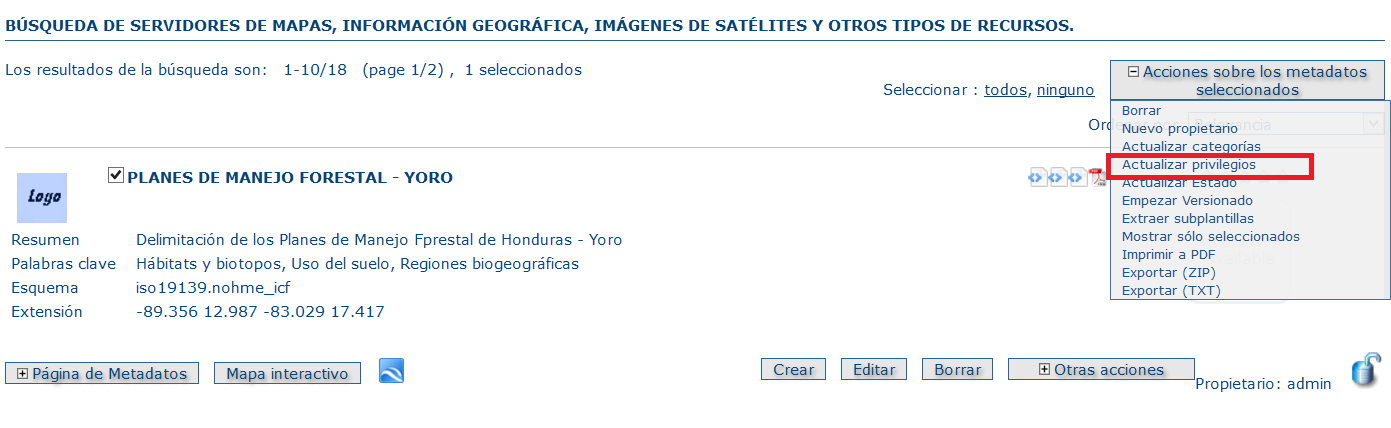 BÚSQUEDA DE SERVIDORES DE MAPAS, INFORMACIÓN GEOGRÁFICA, IMÁGENES DE SATÉLITES Y OTROS TIPOS DE RECURSOS.
Los resultados de la búsqueda son: 1-10/18 (page 1/2) , 1 seleccionados
Seleccionar : todos, ninguno
Acciones sobre los metadatos
seleccionados
Borrar
Nuevo propietario
Actualizar categorías
Actualizar privilegios
Actualizar Estado
Empezar Versionado
Extraer subplantillas
Mostrar sólo seleccionados
Imprimir a PDF
Exportar (ZIP)
Exportar (TXT)
Logo
PLANES DE MANEJO FORESTAL - YORO
Resumen Delimitación de los Planes de Manejo Fprestal de Honduras - Yoro
Palabras clave Hábitats y biotopos, Uso del suelo, Regiones biogeográficas
Esquema iso19139.nohme_icf
Extensión -89.356 12.987 -83.029 17.417
Página de Metadatos Mapa interactivo Crear Editar Borrar Otras acciones
Propietario: admin